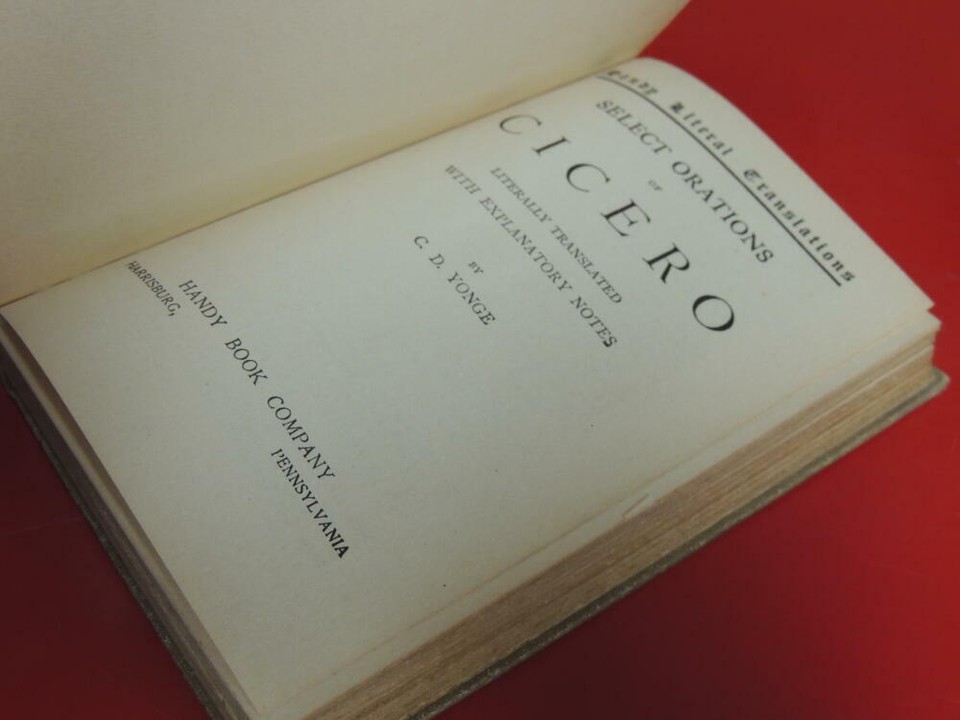 Handy Literal Translations
SELECT ORATIONS
OF
CICERO
LITERALLY TRANSLATED
WITH EXPLANATORY NOTES
BY
C. D. YONGE
HANDY BOOK COMPANY
HARRISBURG, PENNSYLVANIA